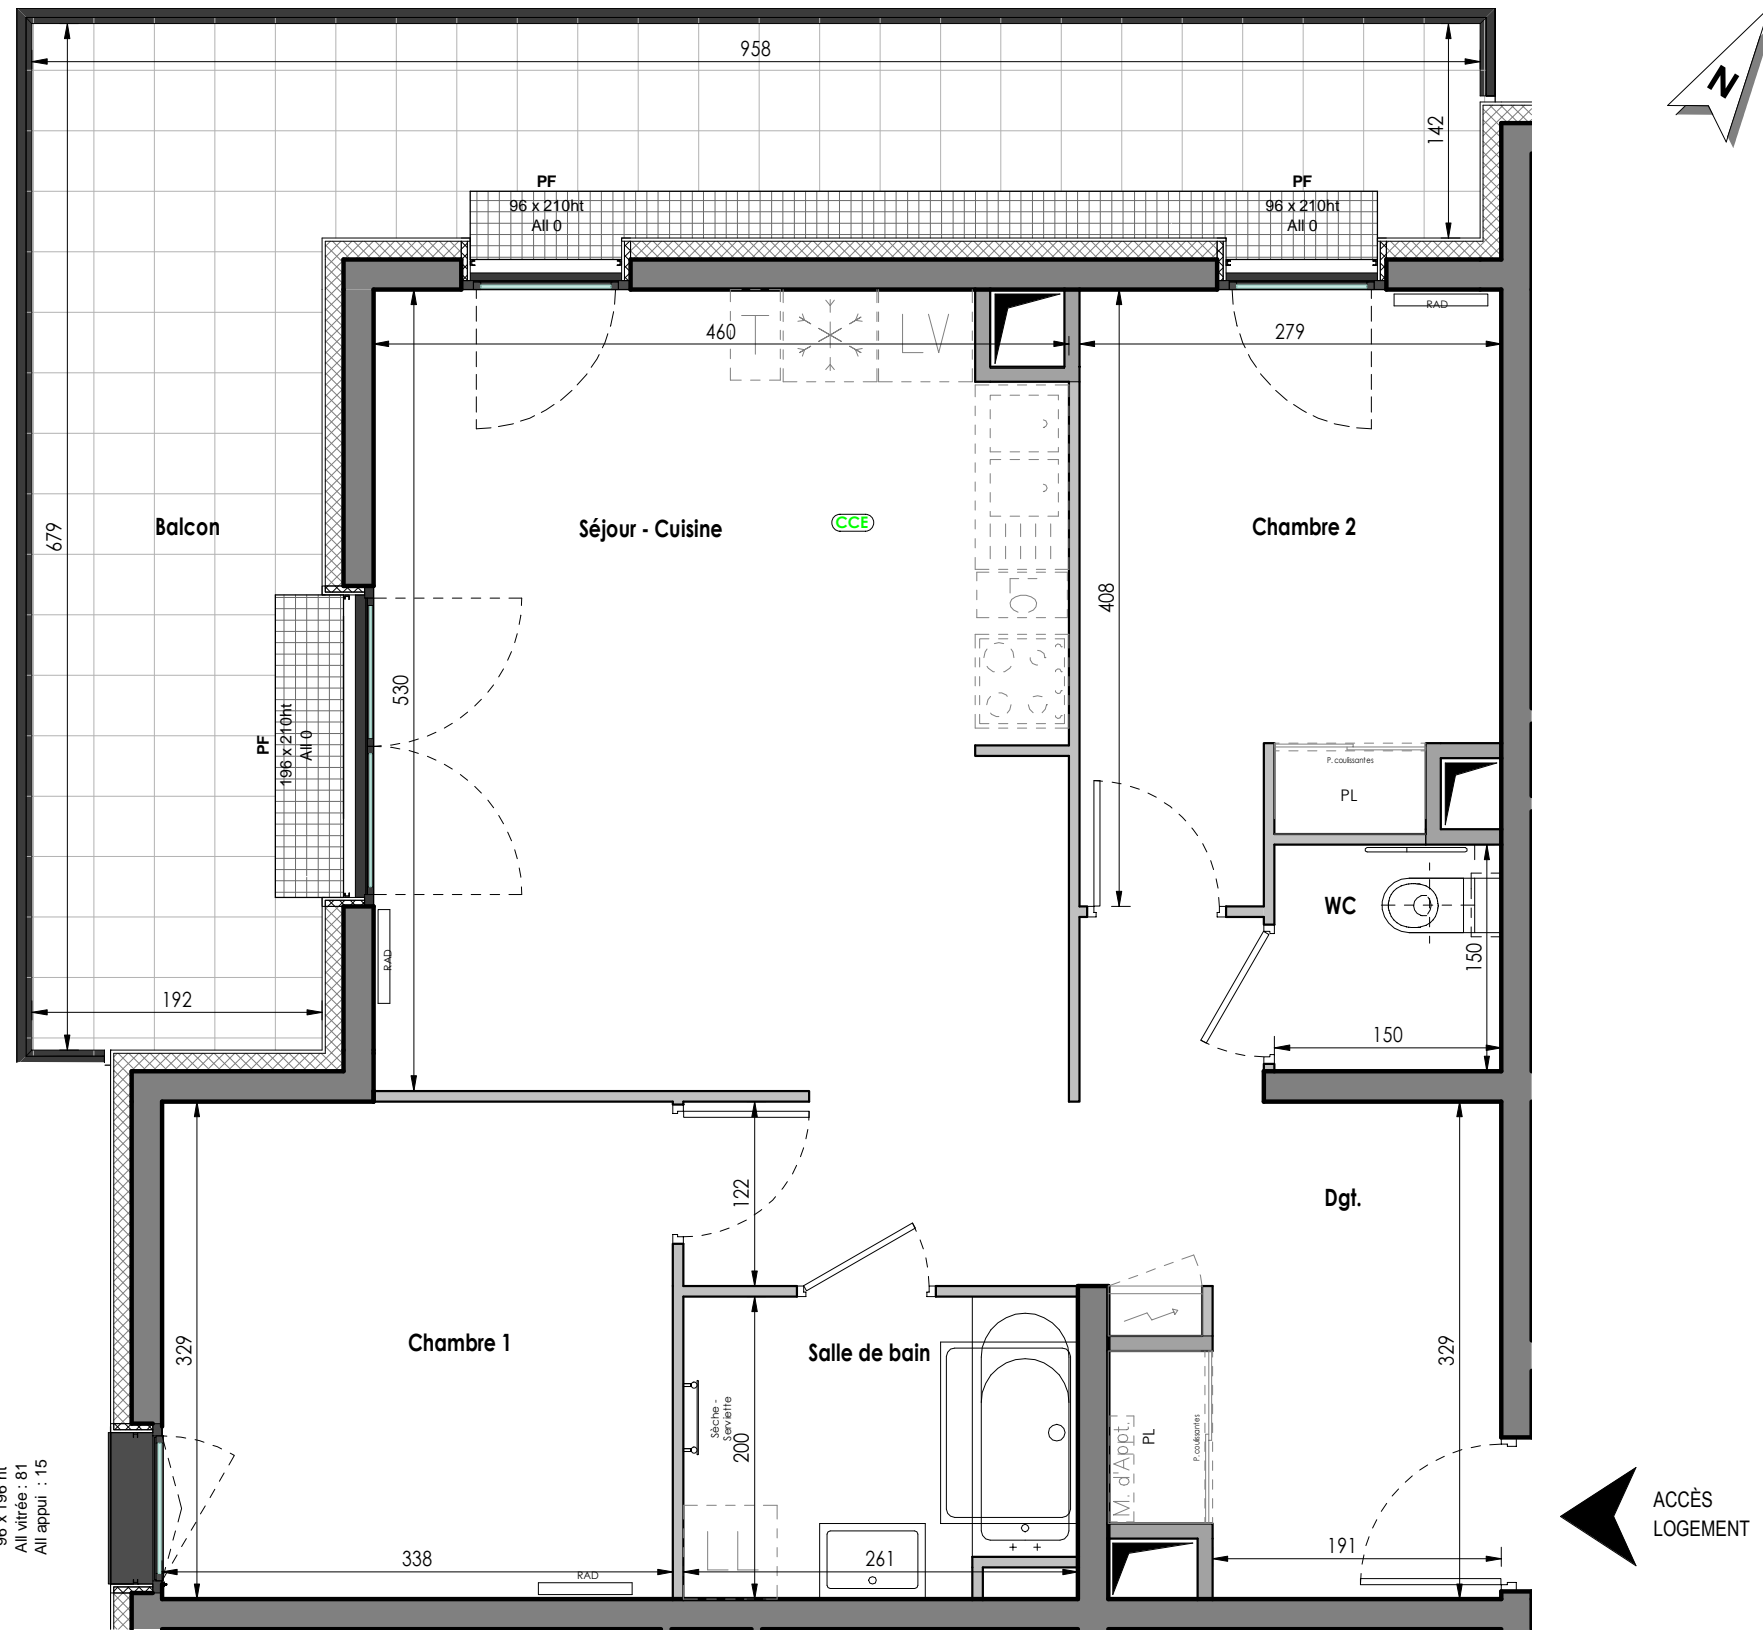 958
N
142
PF
96 x 210ht
All 0
PF
96 x 210ht
All 0
RAD
460
T
LV
279
679
Balcon
Séjour - Cuisine
CCE
Chambre 2
408
5
530
PF
196 x 210ht
All 0
P. coulissantes
PL
WC
150
RAD
192
150
122
Dgt.
329
Chambre 1
Salle de bain
329
Sèche -
Serviette
200
M. d'Appt.
PL
P. coulissantes
All vitrée : 81
All appui : 15
LL
338
RAD
261
191
ACCÈS
LOGEMENT